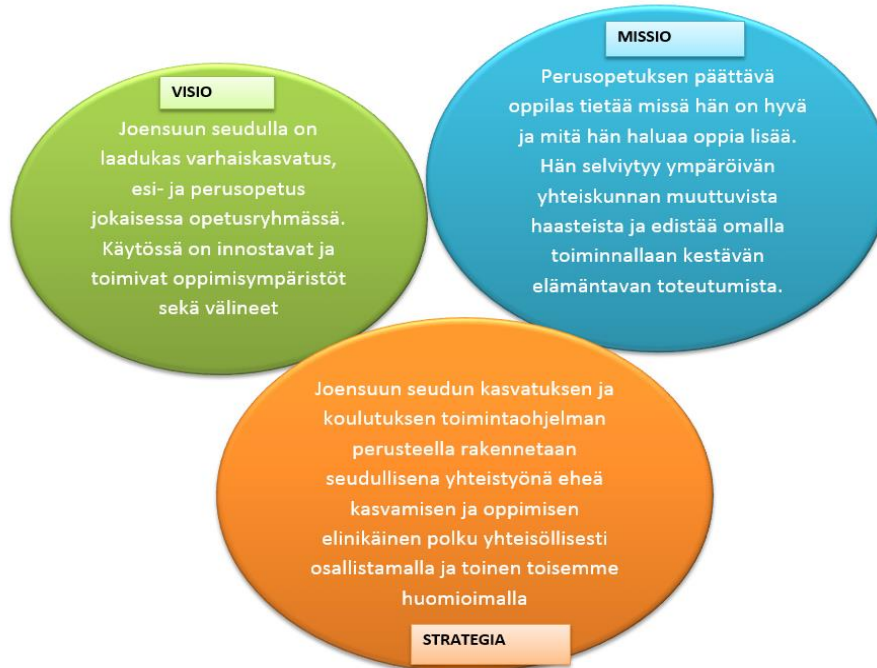 VISIO
Joensuun seudulla on
laadukas varhaiskasvatus,
esi- ja perusopetus
jokaisessa opetusryhmässä.
Käytössä on innostavat ja
toimivat oppimisympäristöt
sekä välineet
MISSIO
Perusopetuksen päättävä
oppilas tietää missä hän on hyvä
ja mitä hän haluaa oppia lisää.
Hän selviytyy ympäröivän
yhteiskunnan muuttuvista
haasteista ja edistää omalla
toiminnallaan kestävän
elämäntavan toteutumista.
Joensuun seudun kasvatuksen ja
koulutuksen toimintaohjelman
perusteella rakennetaan
seudullisena yhteistyönä eheä
kasvamisen ja oppimisen
elinikäinen polku yhteisöllisesti
osallistamalla ja toinen toisemme
huomioimalla
STRATEGIA